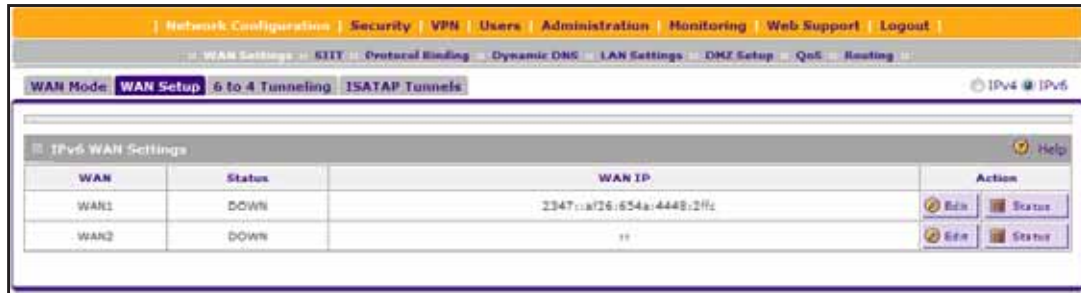 | Network Configuration | Security | VPN | Users | Administration | Monitoring | Web Support | Logout |
:: WAN Settings :: SIIT :: Protocol Binding :: Dynamic DNS :: LAN Settings :: DMZ Setup :: QoS :: Routing ::
WAN Mode WAN Setup 6 to 4 Tunneling ISATAP Tunnels IPv4 IPv6
IPv6 WAN Settings Help
WAN Status WAN IP Action
WAN1 DOWN 2347::af26:654a:4448:2ffc Edit Status
WAN2 DOWN :: Edit Status